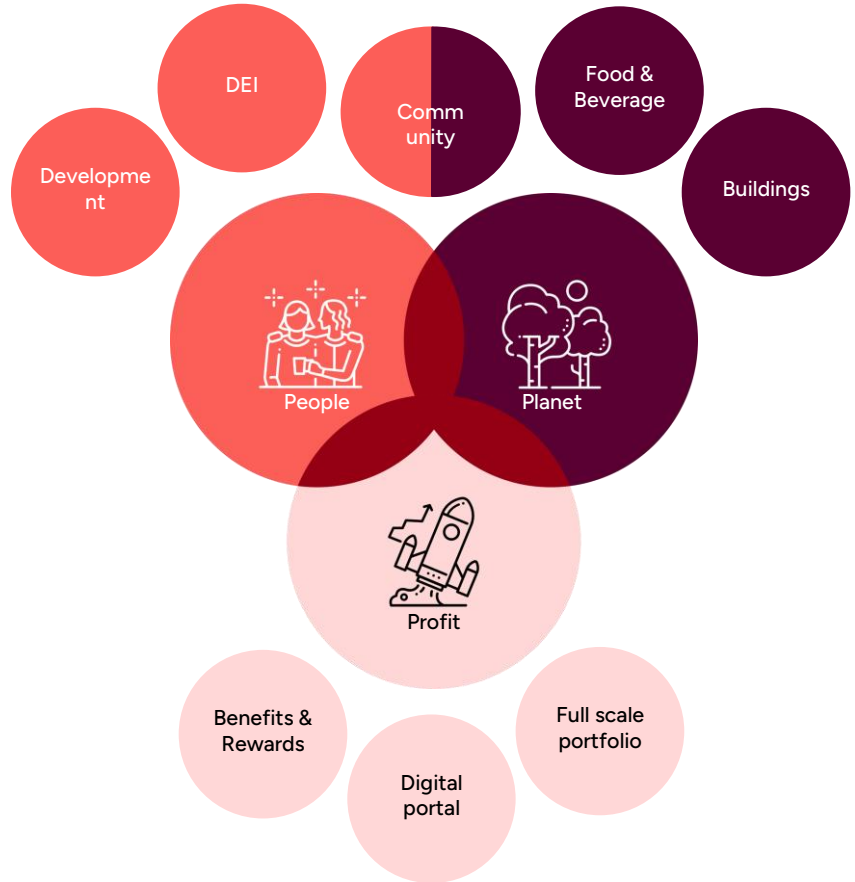 DEI
Comm
unity
Food &
Beverage
Developme
nt
Buildings
People
Planet
Profit
Benefits &
Rewards
Full scale
portfolio
Digital
portal